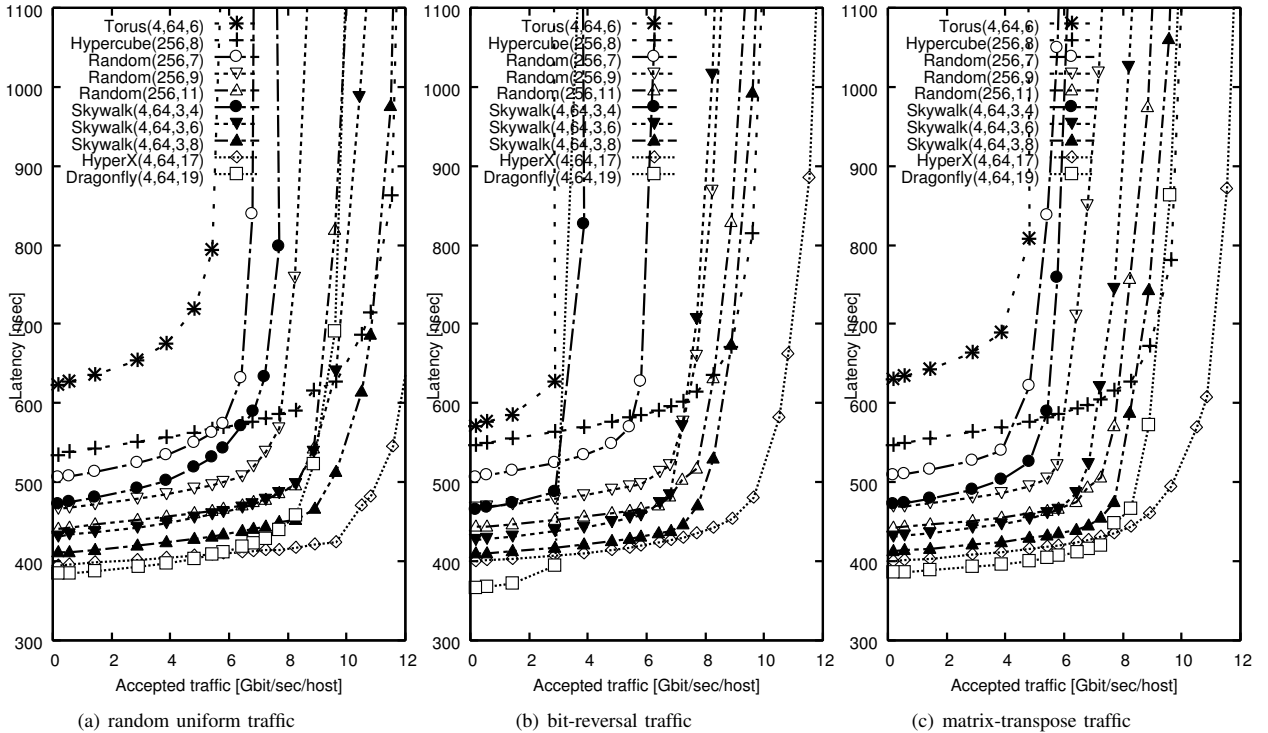 1100
1000
900
800
700
600
500
400
300
Latency [nsec]
Torus(4,64,6)
Hypercube(256,8)
Random(256,7)
Random(256,9)
Random(256,11)
Skywalk(4,64,3,4)
Skywalk(4,64,3,6)
Skywalk(4,64,3,8)
HyperX(4,64,17)
Dragonfly(4,64,19)
0 2 4 6 8 10 12
Accepted traffic [Gbit/sec/host]
(a) random uniform traffic
1100
1000
900
800
700
600
500
400
300
Latency [nsec]
Torus(4,64,6)
Hypercube(256,8)
Random(256,7)
Random(256,9)
Random(256,11)
Skywalk(4,64,3,4)
Skywalk(4,64,3,6)
Skywalk(4,64,3,8)
HyperX(4,64,17)
Dragonfly(4,64,19)
0 2 4 6 8 10 12
Accepted traffic [Gbit/sec/host]
(b) bit-reversal traffic
1100
1000
900
800
700
600
500
400
300
Latency [nsec]
Torus(4,64,6)
Hypercube(256,8)
Random(256,7)
Random(256,9)
Random(256,11)
Skywalk(4,64,3,4)
Skywalk(4,64,3,6)
Skywalk(4,64,3,8)
HyperX(4,64,17)
Dragonfly(4,64,19)
0 2 4 6 8 10 12
Accepted traffic [Gbit/sec/host]
(c) matrix-transpose traffic